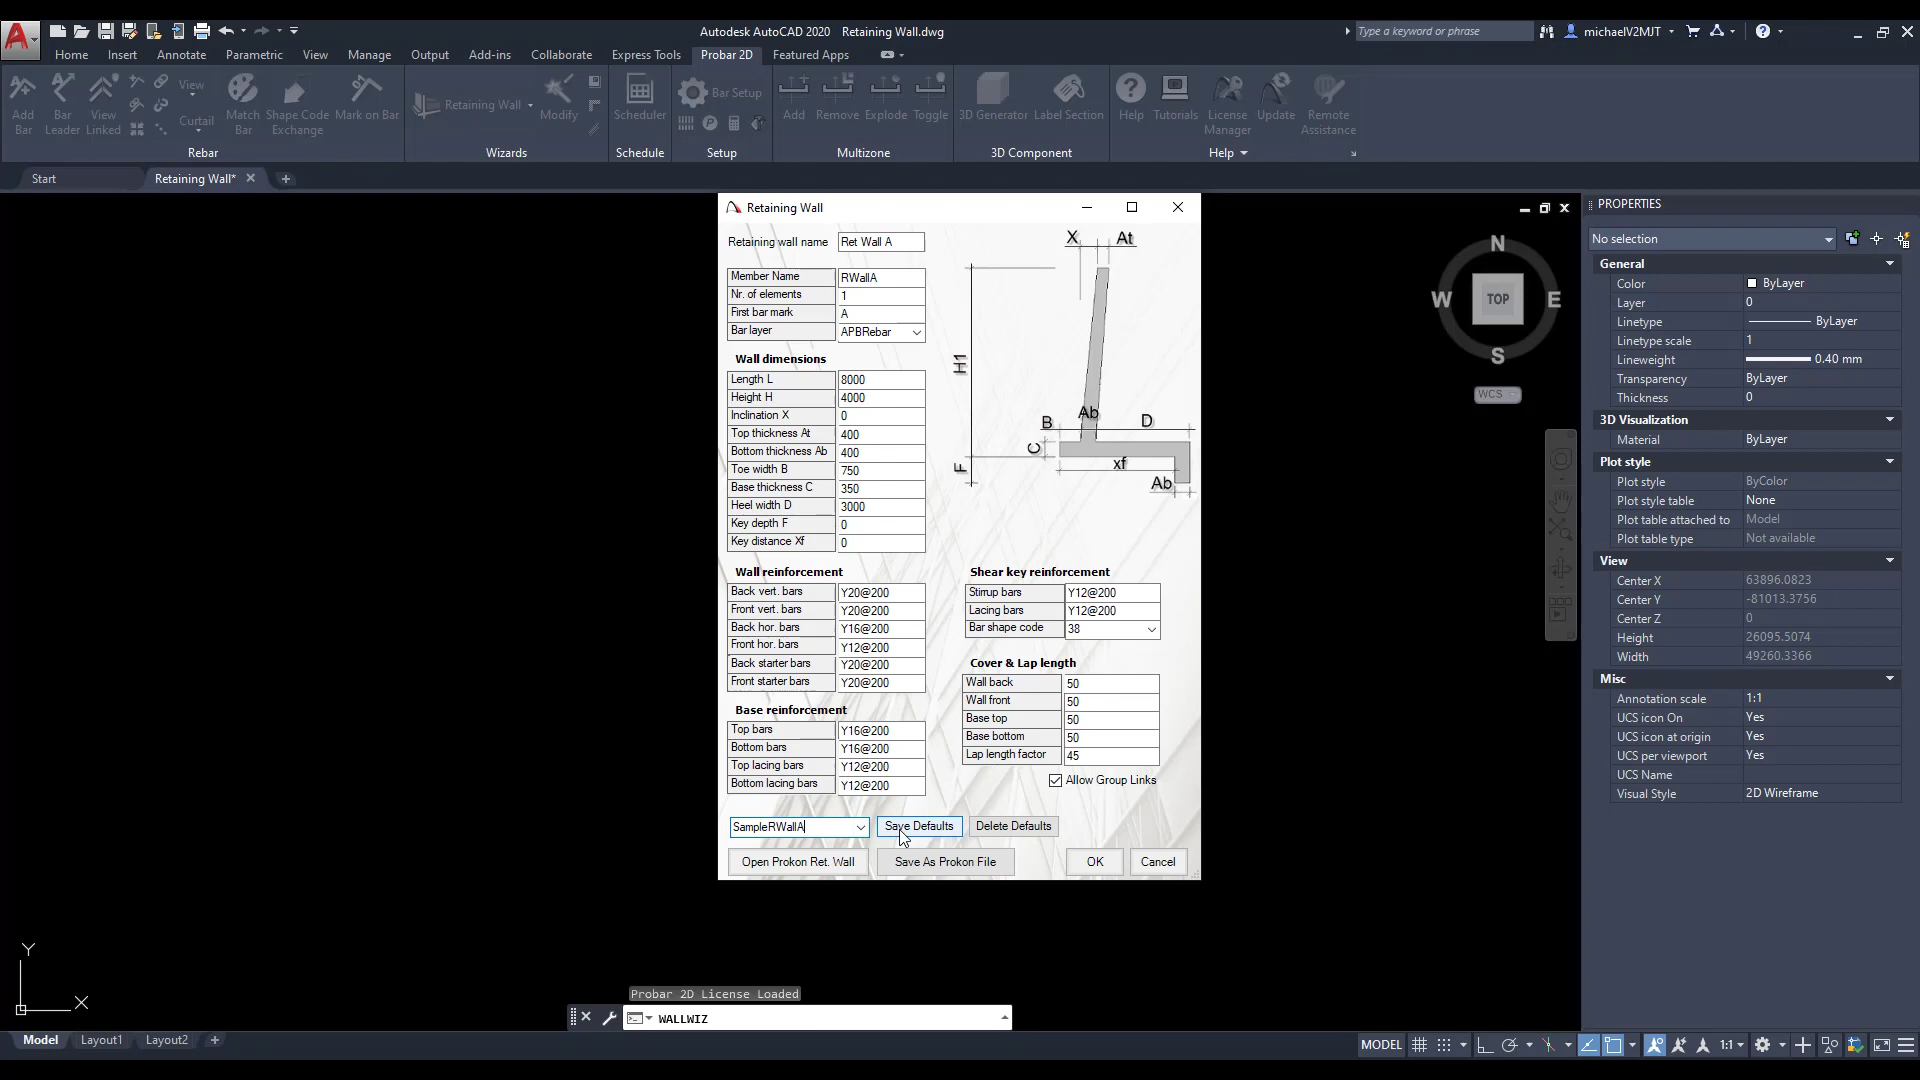 Autodesk AutoCAD 2020 Retaining Wall.dwg
Type a keyword or phrase
michaelV2MJT
Home Insert Annotate Parametric View Manage Output Add-ins Collaborate Express Tools Probar 2D Featured Apps
Add Bar
Bar Leader
View Linked
View
Curtail
Match Bar
Shape Code Exchange
Mark on Bar
Retaining Wall
Modify
Scheduler
Bar Setup
Add
Remove
Explode
Toggle
3D Generator
Label Section
Help
Tutorials
License Manager
Update
Remote Assistance
Rebar Wizards Schedule Setup Multizone 3D Component Help
Start
Retaining Wall*
Retaining Wall
Retaining wall name Ret Wall A
Member Name RWallA
Nr. of elements 1
First bar mark A
Bar layer APBRebar
Wall dimensions
Length L 8000
Height H 4000
Inclination X 0
Top thickness At 400
Bottom thickness Ab 400
Toe width B 750
Base thickness C 350
Heel width D 3000
Key depth F 0
Key distance Xf 0
Wall reinforcement
Back vert. bars Y20@200
Front vert. bars Y20@200
Back hor. bars Y16@200
Front hor. bars Y12@200
Back starter bars Y20@200
Front starter bars Y20@200
Base reinforcement
Top bars Y16@200
Bottom bars Y16@200
Top lacing bars Y12@200
Bottom lacing bars Y12@200
X At
H1
Ab
B D
C
F
xf
Ab
Shear key reinforcement
Stirrup bars Y12@200
Lacing bars Y12@200
Bar shape code 38
Cover & Lap length
Wall back 50
Wall front 50
Base top 50
Base bottom 50
Lap length factor 45
Allow Group Links
SampleRWallA
Save Defaults
Delete Defaults
Open Prokon Ret. Wall
Save As Prokon File
OK
Cancel
N
W TOP E
S
WCS
PROPERTIES
No selection
General
Color ByLayer
Layer 0
Linetype ByLayer
Linetype scale 1
Lineweight 0.40 mm
Transparency ByLayer
Thickness 0
3D Visualization
Material ByLayer
Plot style
Plot style ByColor
Plot style table None
Plot table attached to Model
Plot table type Not available
View
Center X 63896.0823
Center Y -81013.3756
Center Z 0
Height 26095.5074
Width 49260.3366
Misc
Annotation scale 1:1
UCS icon On Yes
UCS icon at origin Yes
UCS per viewport Yes
UCS Name
Visual Style 2D Wireframe
Y
X
Probar 2D License Loaded
WALLWIZ
Model Layout1 Layout2
MODEL
1:1